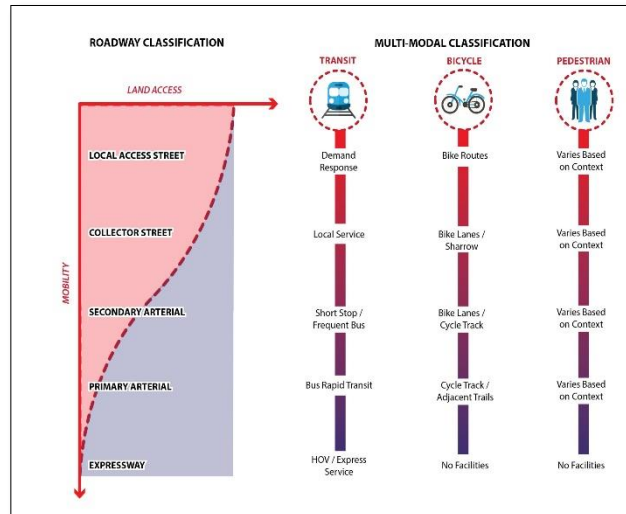 ROADWAY CLASSIFICATION
MULTI-MODAL CLASSIFICATION
LAND ACCESS
TRANSIT
BICYCLE
PEDESTRIAN
MOBILITY
LOCAL ACCESS STREET
Demand
Response
Bike Routes
Varies Based
on Context
COLLECTOR STREET
Local Service
Bike Lanes /
Sharrow
Varies Based
on Context
SECONDARY ARTERIAL
Short Stop /
Frequent Bus
Bike Lanes /
Cycle Track
Varies Based
on Context
PRIMARY ARTERIAL
Bus Rapid Transit
Cycle Track /
Adjacent Trails
Varies Based
on Context
EXPRESSWAY
HOV / Express
Service
No Facilities
No Facilities